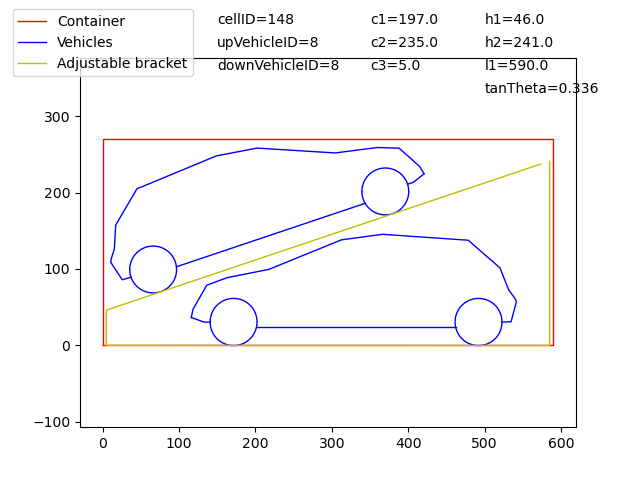 Container
Vehicles
Adjustable bracket
cellID=148
upVehicleID=8
downVehicleID=8
c1=197.0
c2=235.0
c3=5.0
h1=46.0
h2=241.0
l1=590.0
tanTheta=0.336
300
200
100
0
−100
0 100 200 300 400 500 600